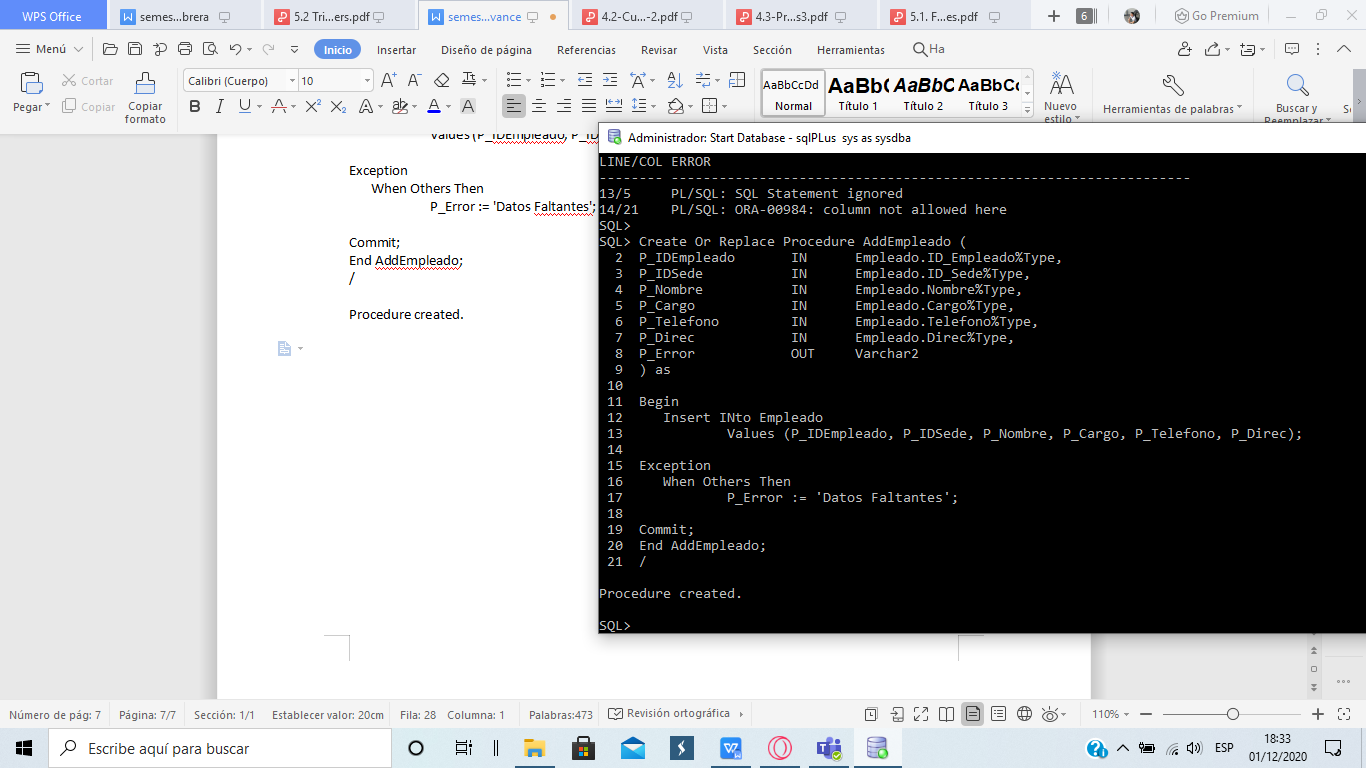 WPS Office
semes...brera
5.2 Tri...ers.pdf
semes...vance
4.2-Cu...-2.pdf
4.3-Pr...s3.pdf
5.1. F...es.pdf
6
Go Premium
Menú
Inicio
Insertar
Diseño de página
Referencias
Revisar
Vista
Sección
Herramientas
Ha
Pegar
Cortar
Copiar
Copiar formato
Calibri (Cuerpo)
10
AaBbCcDd
Normal
AaBb(
Título 1
AaBbC
Título 2
AaBbCc
Título 3
Nuevo estilo
Herramientas de palabras
Buscar y Reemplazar
Values (P_IDEmpleado, P_ID
Exception
When Others Then
P_Error := 'Datos Faltantes';
Commit;
End AddEmpleado;
/
Procedure created.
Administrador: Start Database - sqlPLus sys as sysdba
LINE/COL ERROR
-------- -----------------------------------------------------------------
13/5 PL/SQL: SQL Statement ignored
14/21 PL/SQL: ORA-00984: column not allowed here
SQL>
SQL> Create Or Replace Procedure AddEmpleado (
2 P_IDEmpleado IN Empleado.ID_Empleado%Type,
3 P_IDSede IN Empleado.ID_Sede%Type,
4 P_Nombre IN Empleado.Nombre%Type,
5 P_Cargo IN Empleado.Cargo%Type,
6 P_Telefono IN Empleado.Telefono%Type,
7 P_Direc IN Empleado.Direc%Type,
8 P_Error OUT Varchar2
9 ) as
10
11 Begin
12 Insert INto Empleado
13 Values (P_IDEmpleado, P_IDSede, P_Nombre, P_Cargo, P_Telefono, P_Direc);
14
15 Exception
16 When Others Then
17 P_Error := 'Datos Faltantes';
18
19 Commit;
20 End AddEmpleado;
21 /
Procedure created.
SQL>
Número de pág: 7
Página: 7/7
Sección: 1/1
Establecer valor: 20cm
Fila: 28
Columna: 1
Palabras:473
Revisión ortográfica
110%
Escribe aquí para buscar
ESP
18:33
01/12/2020